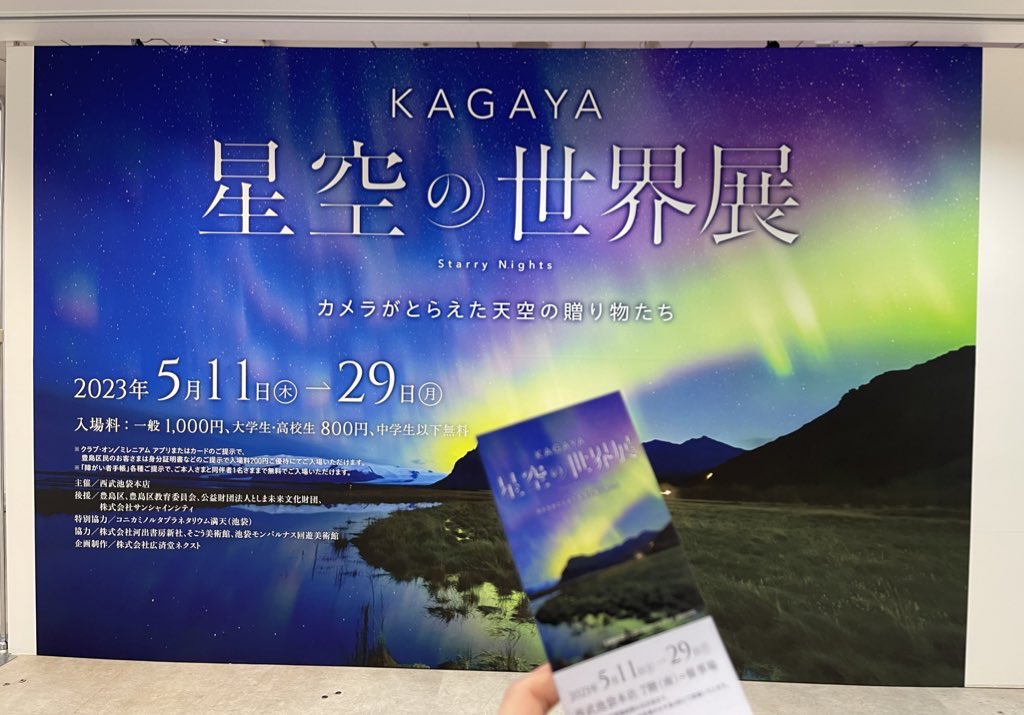 KAGAYA
星空の世界展
Starry Nights
カメラがとらえた天空の贈り物たち
2023年5月11日㊍→29日㊊
入場料：一般 1,000円、大学生・高校生 800円、中学生以下無料
※クラブ・オン／ミレニアム アプリまたはカードのご提示で、
豊島区民のお客さまは身分証明書などのご提示で入場料200円ご優待にてご入場いただけます。
※「障がい者手帳」各種ご提示で、ご本人さまと同伴者1名さままで無料でご入場いただけます。
主催／西武池袋本店
後援／豊島区、豊島区教育委員会、公益財団法人としま未来文化財団、
株式会社サンシャインシティ
特別協力／コニカミノルタプラネタリウム満天（池袋）
協力／株式会社河出書房新社、そごう美術館、池袋モンパルナス回遊美術館
企画制作／株式会社広済堂ネクスト
KAGAYA
星空の世界展
2023年5月11日㊍→29日㊊
西武池袋本店 7階（南）＝催事場